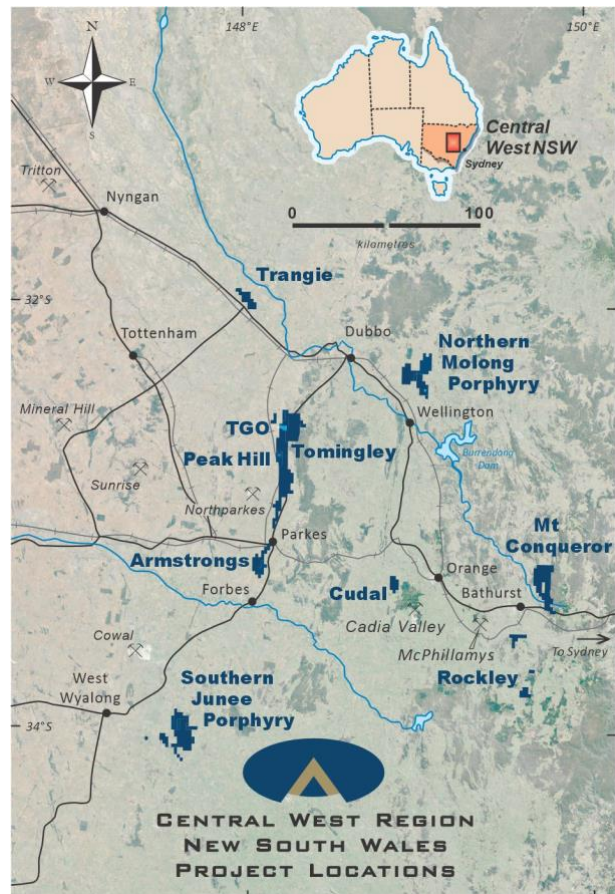 148°E
150°E
N
W
E
S
Central
West NSW
Sydney
Tritton
Nyngan
0
100
kilometres
Trangie
32°S
Dubbo
Tottenham
Northern
Molong
Porphyry
Mineral Hill
TGO
Wellington
Peak Hill
Tomingley
Burrendong
Dam
Sunrise
Northparkes
Parkes
Mt
Conqueror
Armstrongs
Orange
Cudal
Bathurst
Forbes
Cadia Valley
Cowal
McPhillamys
To Sydney
West
Wyalong
Southern
Junee
Porphyry
Rockley
34°S
CENTRAL WEST REGION
NEW SOUTH WALES
PROJECT LOCATIONS